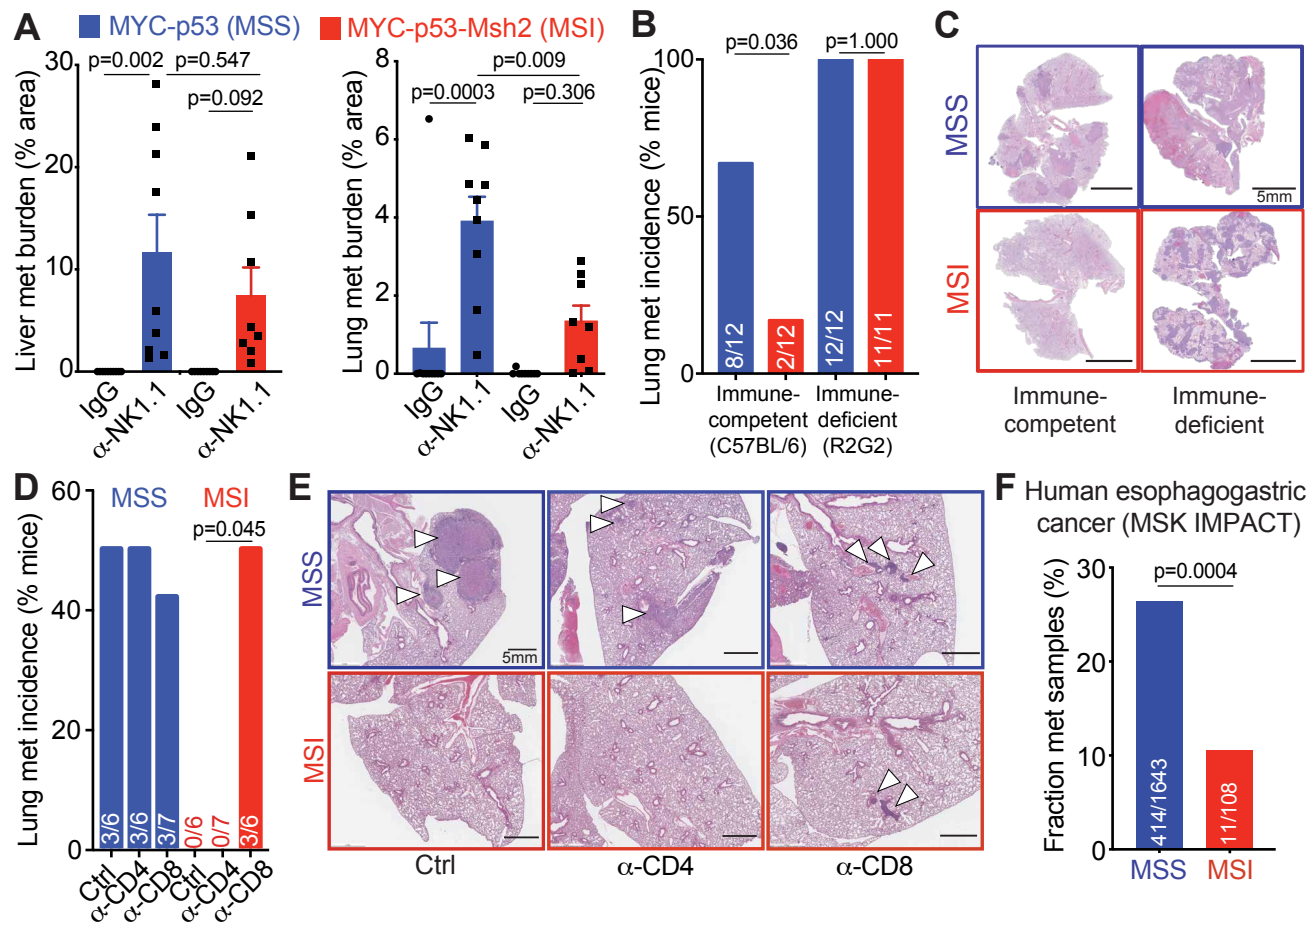 A
MYC-p53 (MSS)
MYC-p53-Msh2 (MSI)
Liver met burden (% area)
30
20
10
0
p=0.002
p=0.547
p=0.092
IgG
α-NK1.1
IgG
α-NK1.1
Lung met burden (% area)
8
6
4
2
0
p=0.009
p=0.0003
p=0.306
IgG
α-NK1.1
IgG
α-NK1.1
B
Lung met incidence (% mice)
100
50
0
p=0.036
p=1.000
8/12
2/12
12/12
11/11
Immune-
competent
(C57BL/6)
Immune-
deficient
(R2G2)
C
MSS
MSI
5mm
Immune-
competent
Immune-
deficient
D
MSS
MSI
p=0.045
Lung met incidence (% mice)
60
40
20
0
3/6
3/6
3/7
0/6
0/7
3/6
Ctrl
α-CD4
α-CD8
Ctrl
α-CD4
α-CD8
E
MSS
MSI
5mm
Ctrl
α-CD4
α-CD8
F
Human esophagogastric
cancer (MSK IMPACT)
Fraction met samples (%)
30
20
10
0
p=0.0004
414/1643
11/108
MSS
MSI